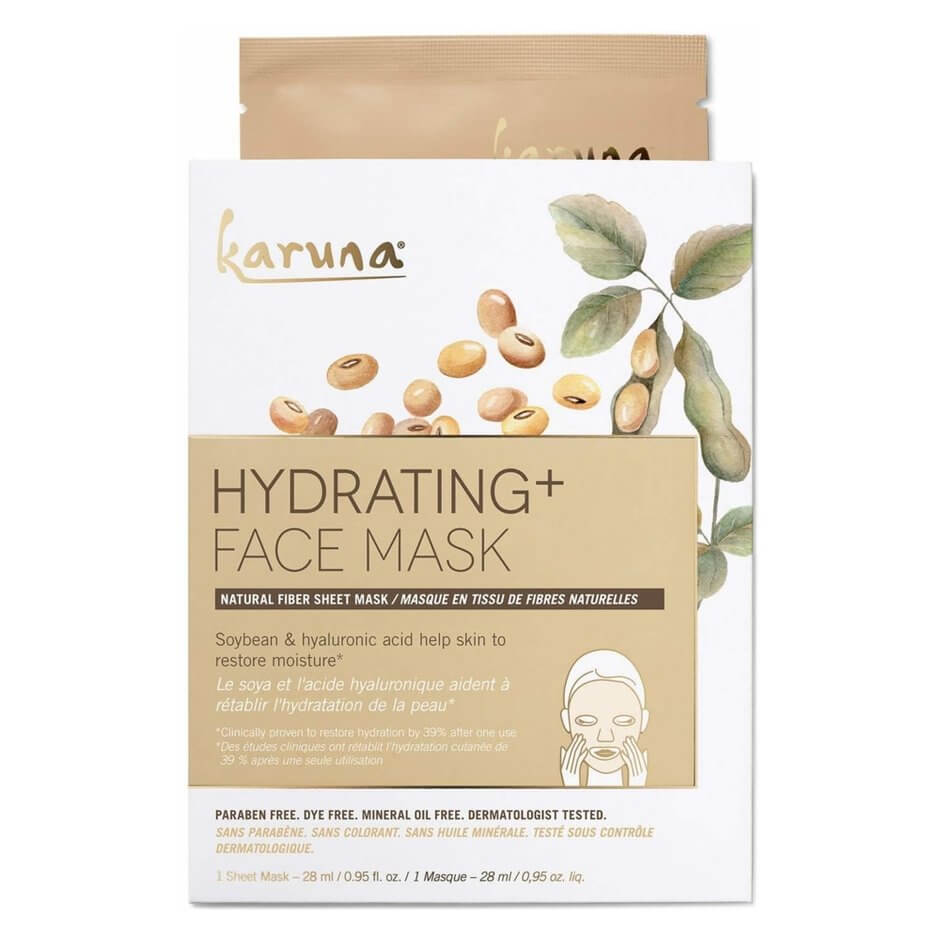 karuna
karuna®
HYDRATING+
FACE MASK
NATURAL FIBER SHEET MASK / MASQUE EN TISSU DE FIBRES NATURELLES
Soybean & hyaluronic acid help skin to
restore moisture*
Le soya et l'acide hyaluronique aident à
rétablir l'hydratation de la peau*
*Clinically proven to restore hydration by 39% after one use
*Des études cliniques ont rétablit l'hydratation cutanée de
39 % après une seule utilisation
PARABEN FREE. DYE FREE. MINERAL OIL FREE. DERMATOLOGIST TESTED.
SANS PARABÈNE. SANS COLORANT. SANS HUILE MINÉRALE. TESTÉ SOUS CONTRÔLE
DERMATOLOGIQUE.
1 Sheet Mask – 28 ml / 0.95 fl. oz. / 1 Masque – 28 ml / 0,95 oz. liq.